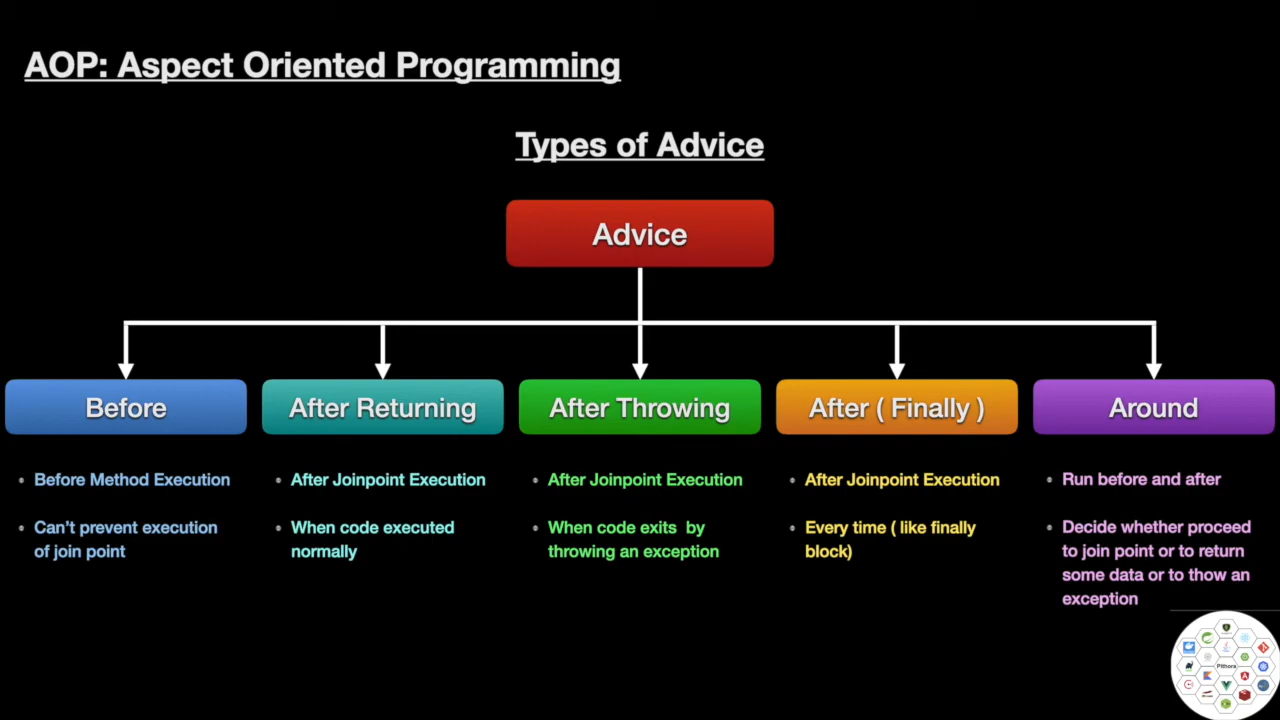 AOP: Aspect Oriented Programming
Types of Advice
Advice
Before
After Returning
After Throwing
After ( Finally )
Around
Before Method Execution
Can't prevent execution
of join point
After Joinpoint Execution
When code executed
normally
After Joinpoint Execution
When code exits by
throwing an exception
After Joinpoint Execution
Every time ( like finally
block)
Run before and after
Decide whether proceed
to join point or to return
some data or to thow an
exception